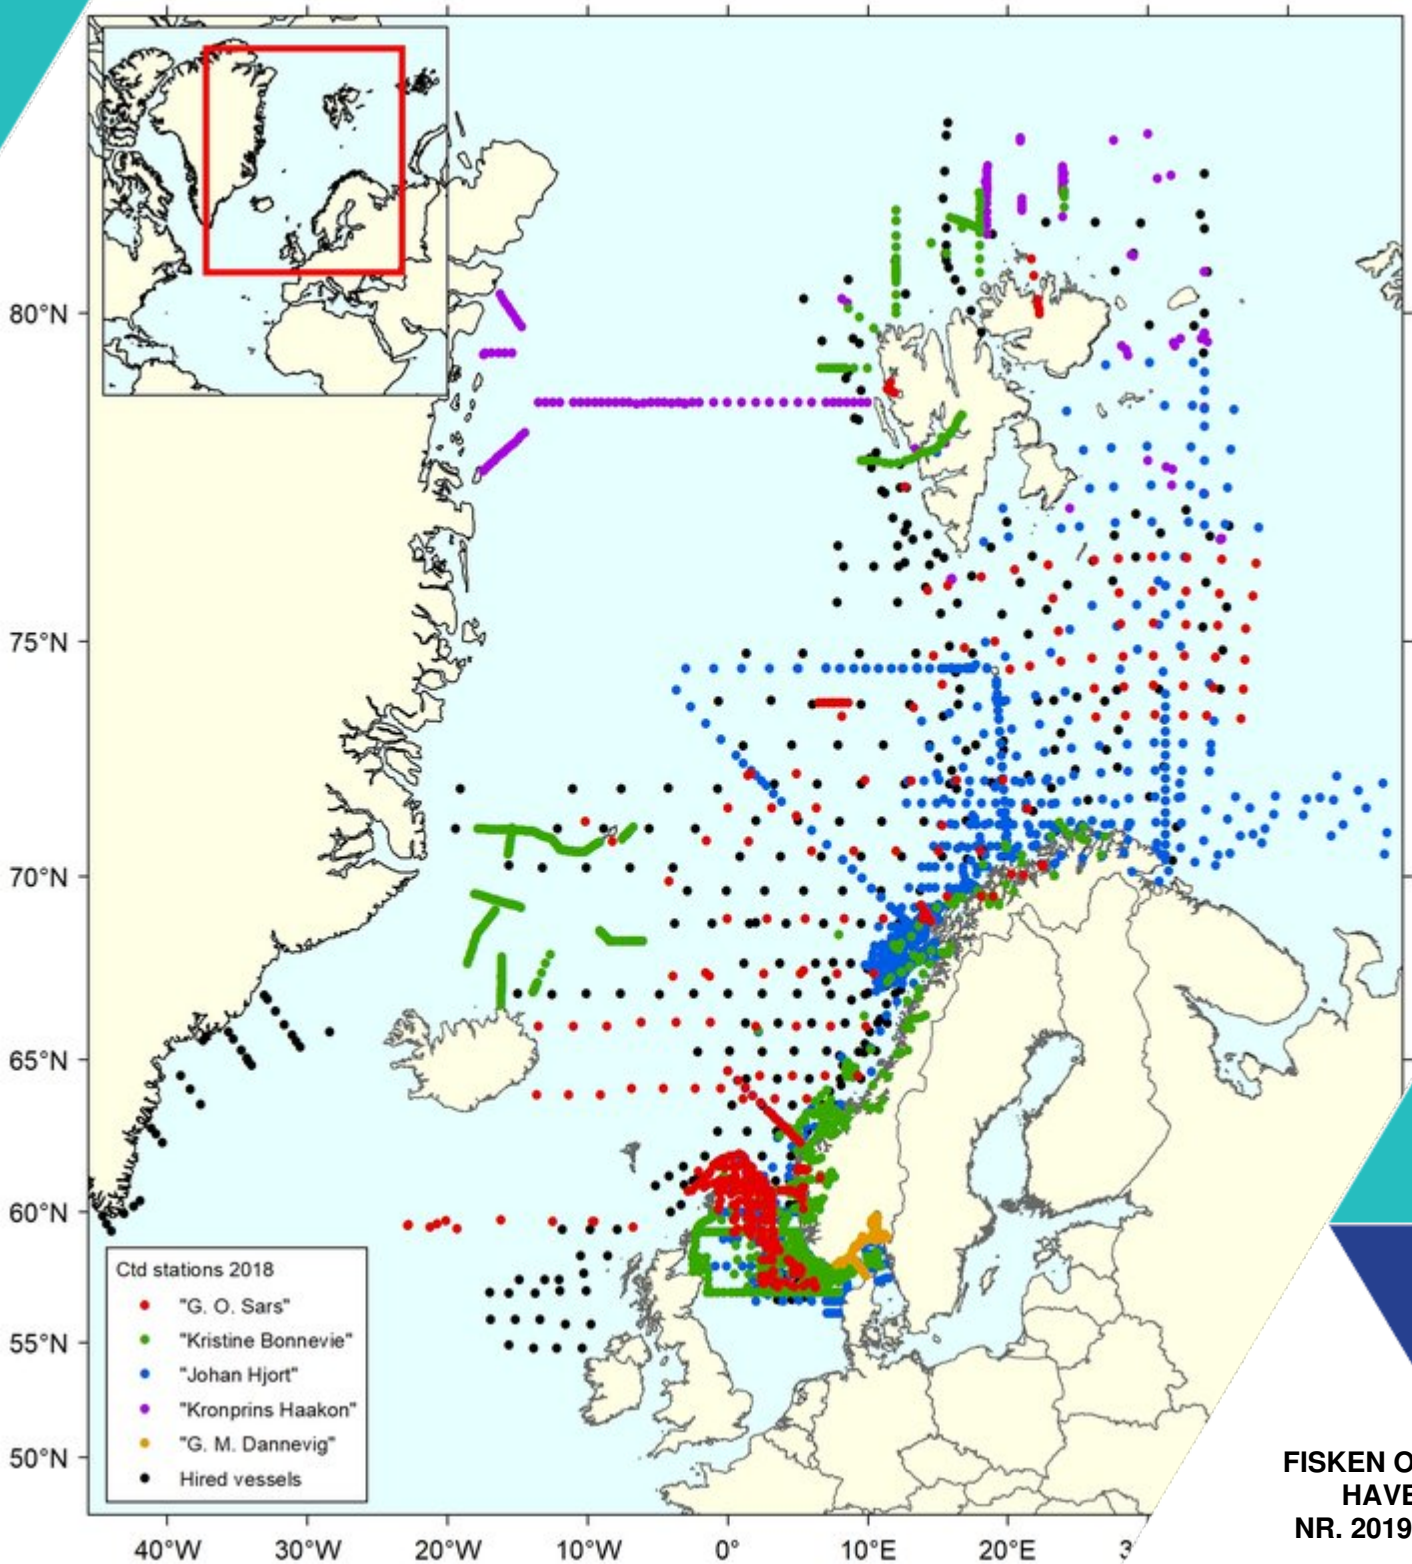 80°N
75°N
70°N
65°N
60°N
55°N
50°N
Ctd stations 2018
"G. O. Sars"
"Kristine Bonnevie"
"Johan Hjort"
"Kronprins Haakon"
"G. M. Dannevig"
Hired vessels
40°W 30°W 20°W 10°W 0° 10°E 20°E
FISKEN O
HAVE
NR. 2019